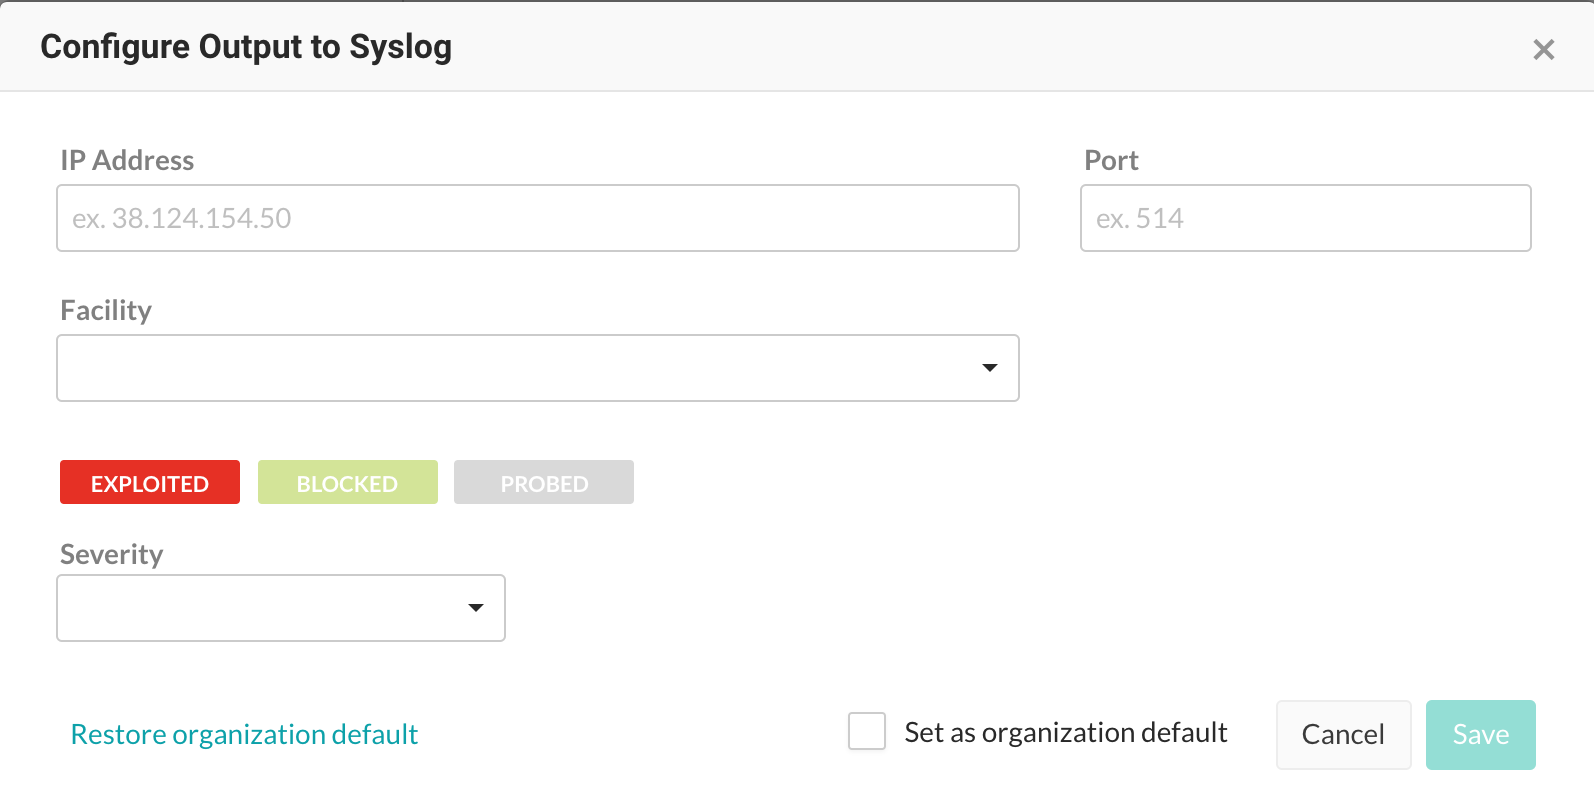 Configure Output to Syslog
IP Address
Port
ex. 38.124.154.50
ex. 514
Facility
EXPLOITED
BLOCKED
PROBED
Severity
Restore organization default
Set as organization default
Cancel
Save